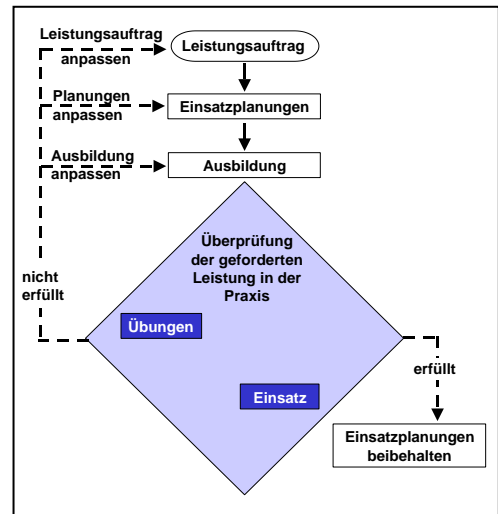 Leistungsauftrag
anpassen
Leistungsauftrag
Planungen
anpassen
Einsatzplanungen
Ausbildung
anpassen
Ausbildung
Überprüfung
der geforderten
Leistung in der
Praxis
nicht
erfüllt
Übungen
erfüllt
Einsatz
Einsatzplanungen
beibehalten